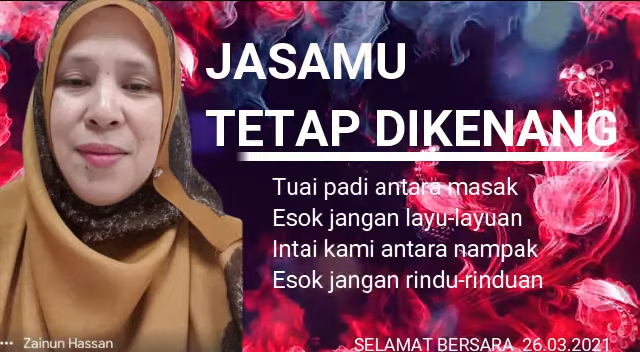 JASAMU
TETAP DIKENANG
Tuai padi antara masak
Esok jangan layu-layuan
Intai kami antara nampak
Esok jangan rindu-rinduan
Zainun Hassan
SELAMAT BERSARA 26.03.2021